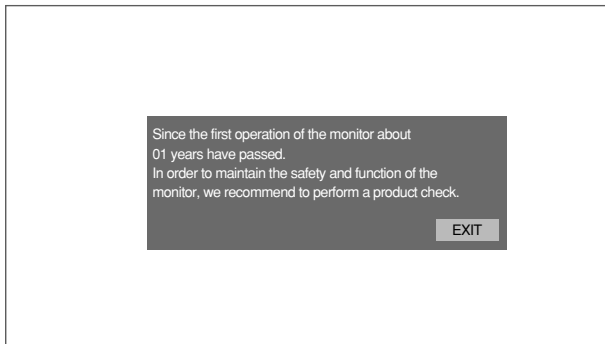 Since the first operation of the monitor about
01 years have passed.
In order to maintain the safety and function of the
monitor, we recommend to perform a product check.
EXIT